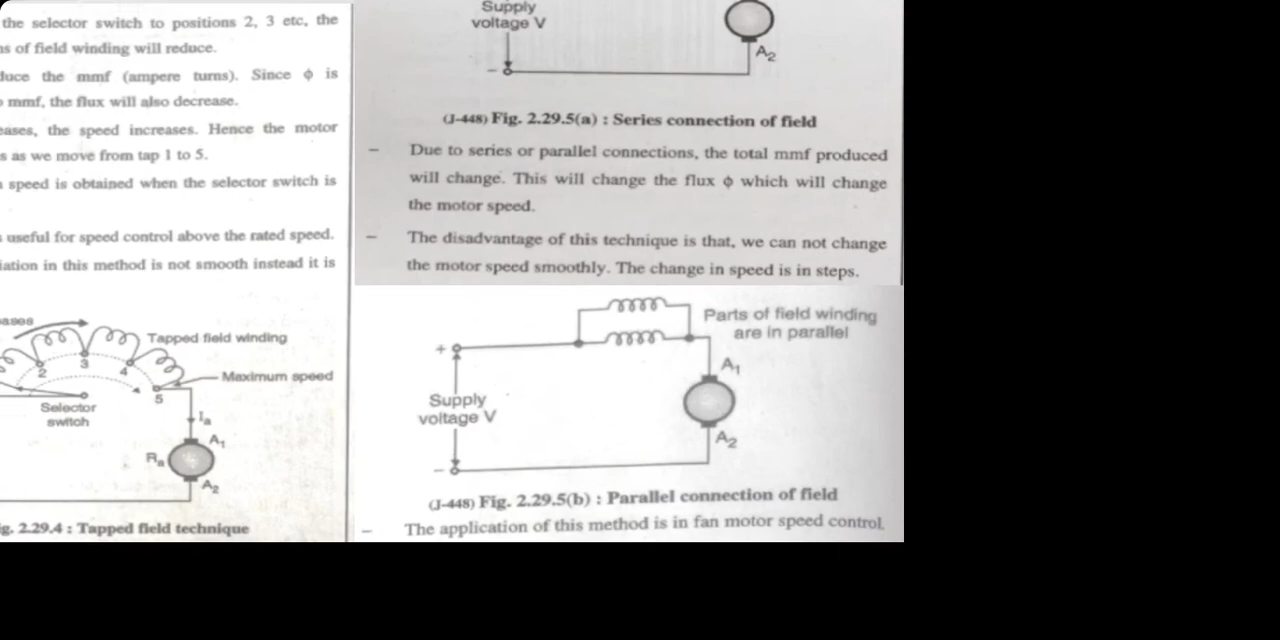 the selector switch to positions 2, 3 etc, the
of field winding will reduce.
the mmf (ampere turns). Since ϕ is
mmf, the flux will also decrease.
the speed increases. Hence the motor
as we move from tap 1 to 5.
speed is obtained when the selector switch is
useful for speed control above the rated speed.
in this method is not smooth instead it is
Tapped field winding
2
3
4
5
Maximum speed
Selector
switch
Ia
A1
Ra
A2
2.29.4 : Tapped field technique
Supply
voltage V
A2
–
(J-448) Fig. 2.29.5(a) : Series connection of field
– Due to series or parallel connections, the total mmf produced
will change. This will change the flux ϕ which will change
the motor speed.
– The disadvantage of this technique is that, we can not change
the motor speed smoothly. The change in speed is in steps.
Parts of field winding
are in parallel
+
A1
Supply
voltage V
A2
–
(J-448) Fig. 2.29.5(b) : Parallel connection of field
– The application of this method is in fan motor speed control.